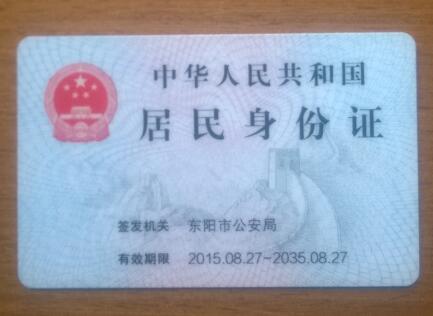 中华人民共和国
居民身份证
签发机关 东阳市公安局
有效期限 2015.08.27-2035.08.27